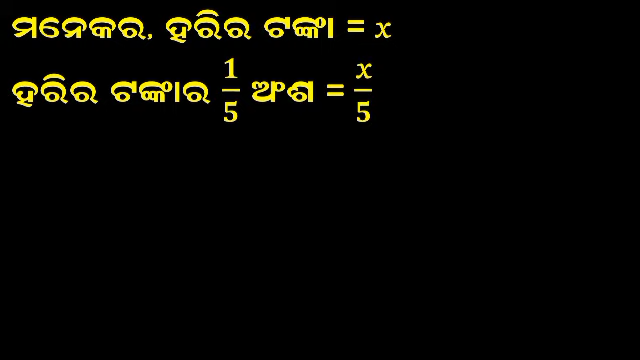 ମନେକର, ହରିର ଟଙ୍କା = x
ହରିର ଟଙ୍କାର 1/5 ଅଂଶ = x/5